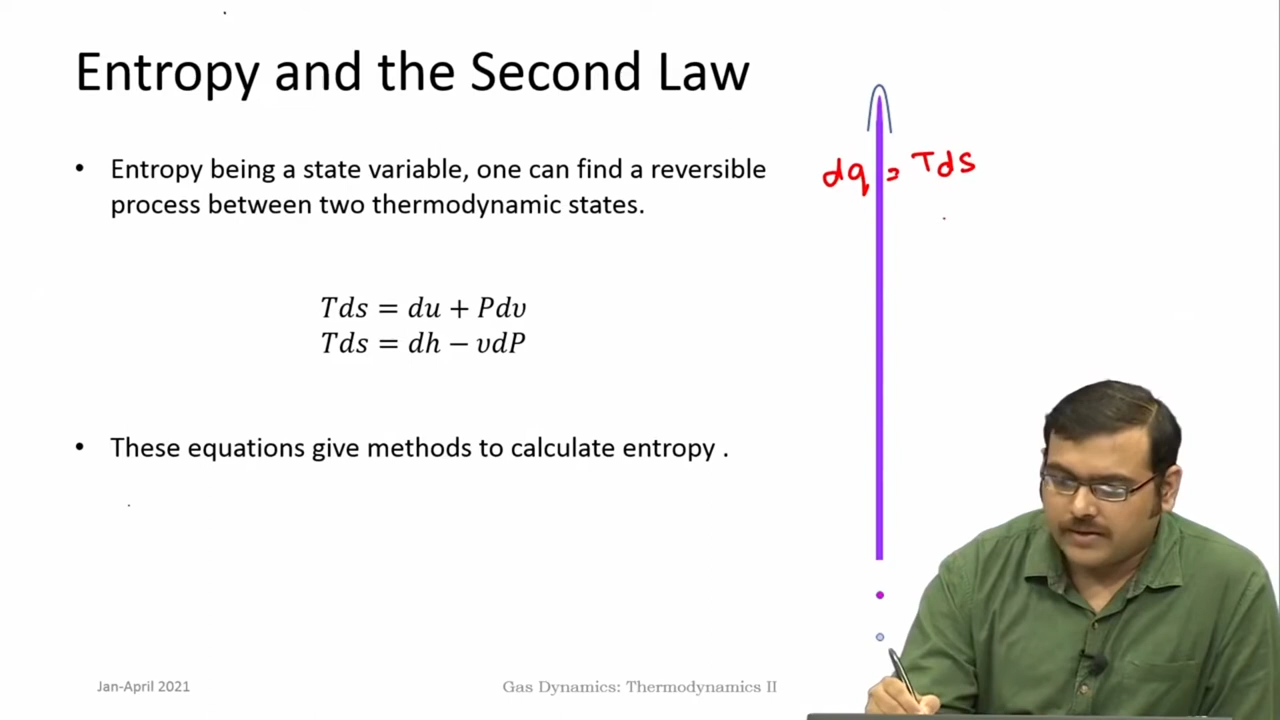 Entropy and the Second Law
• Entropy being a state variable, one can find a reversible
process between two thermodynamic states.
dq = Tds
Tds = du + Pdυ
Tds = dh − υdP
• These equations give methods to calculate entropy .
Jan-April 2021
Gas Dynamics: Thermodynamics II